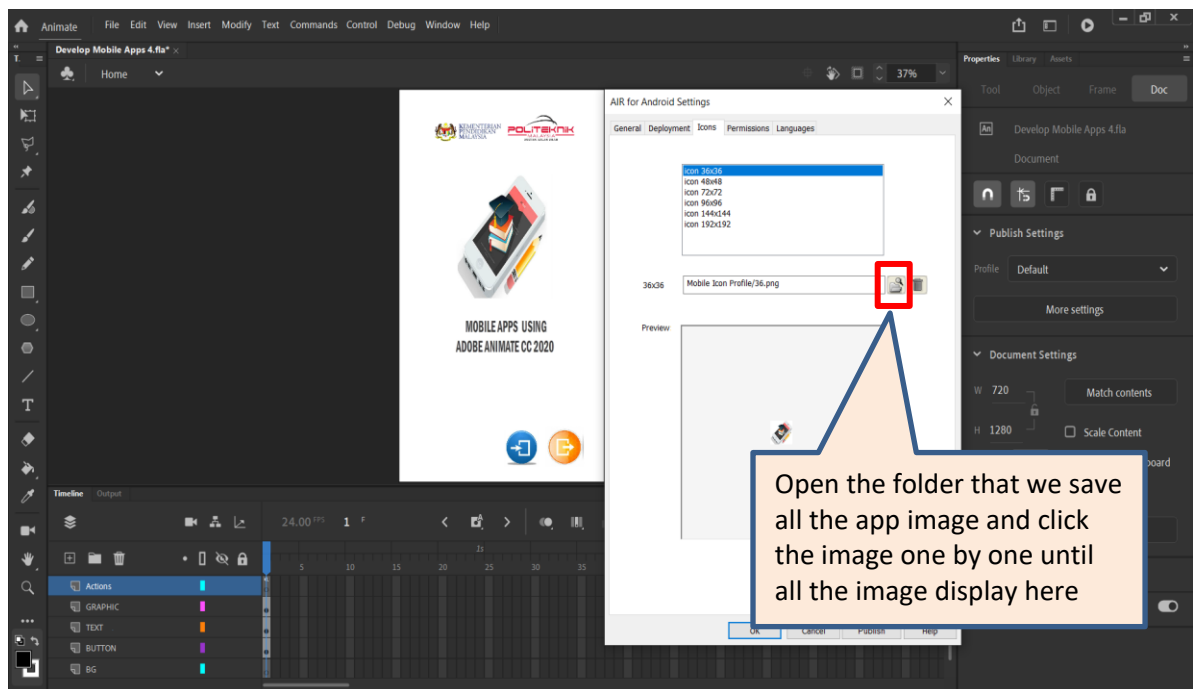 Animate File Edit View Insert Modify Text Commands Control Debug Window Help
Develop Mobile Apps 4.fla*
Home
37%
KEMENTERIAN
PENDIDIKAN
MALAYSIA
POLITEKNIK
MALAYSIA
MOBILE APPS USING
ADOBE ANIMATE CC 2020
AIR for Android Settings
General Deployment Icons Permissions Languages
icon 36x36
icon 48x48
icon 72x72
icon 96x96
icon 144x144
icon 192x192
36x36 Mobile Icon Profile/36.png
Preview
OK Cancel Publish Help
Open the folder that we save
all the app image and click
the image one by one until
all the image display here
Properties Library Assets
Tool Object Frame Doc
An Develop Mobile Apps 4.fla
Document
Publish Settings
Profile Default
More settings
Document Settings
W 720 Match contents
H 1280 Scale Content
Timeline Output
24.00 FPS 1 F
1s
5 10 15 20 25 30 35
Actions
GRAPHIC
TEXT
BUTTON
BG